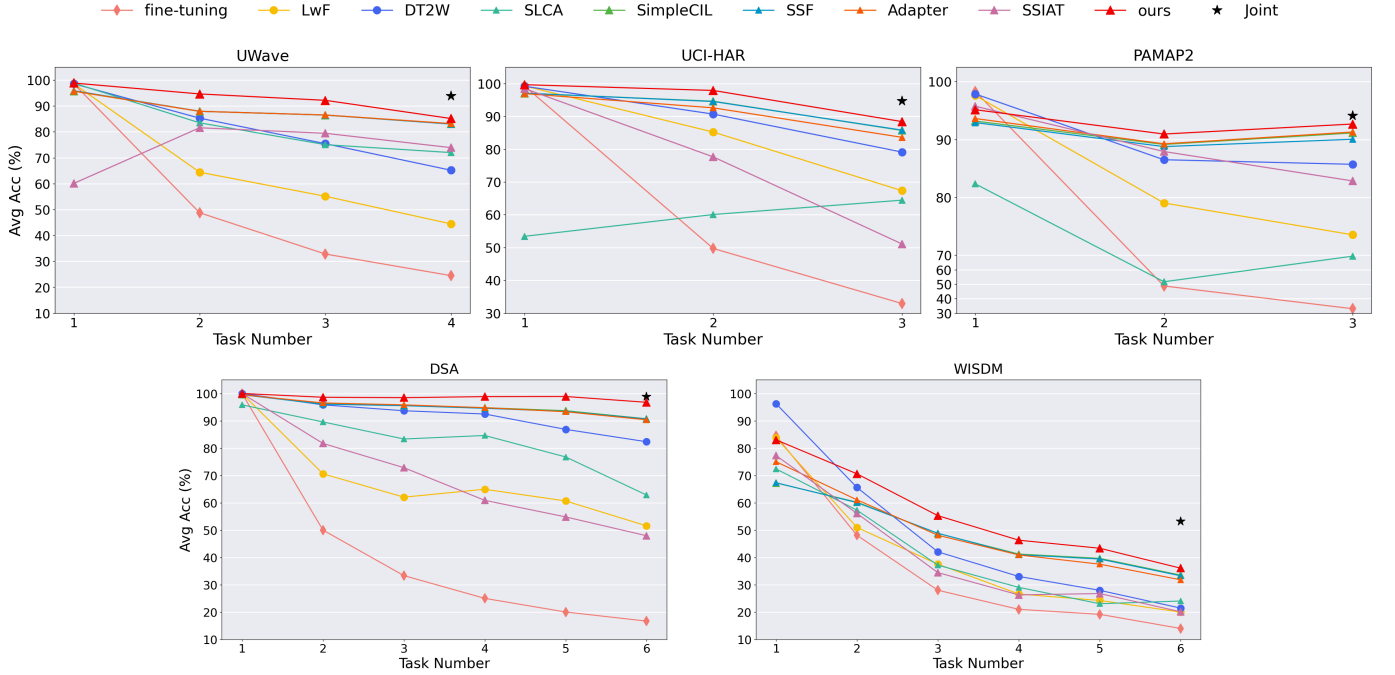 fine-tuning LwF DT2W SLCA SimpleCIL SSF Adapter SSIAT ours Joint
UWave
100
90
80
70
60
50
40
30
20
10
Avg Acc (%)
1 2 3 4
Task Number
UCI-HAR
100
90
80
70
60
50
40
30
1 2 3
Task Number
PAMAP2
100
90
80
70
60
50
40
30
1 2 3
Task Number
DSA
100
90
80
70
60
50
40
30
20
10
Avg Acc (%)
1 2 3 4 5 6
Task Number
WISDM
100
90
80
70
60
50
40
30
20
10
1 2 3 4 5 6
Task Number